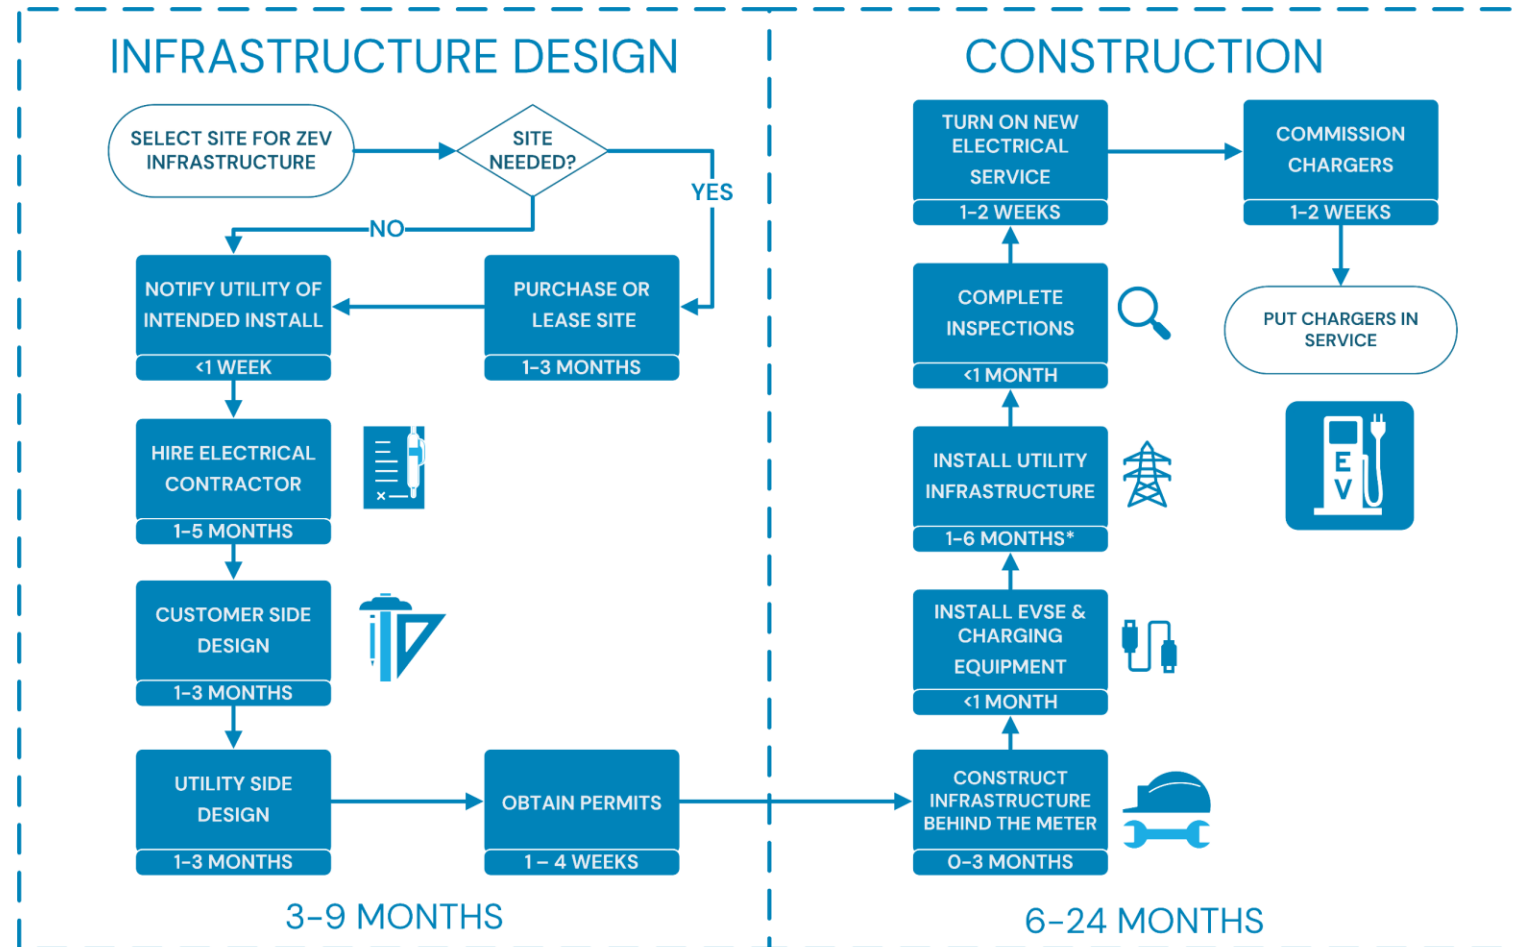 INFRASTRUCTURE DESIGN
SELECT SITE FOR ZEV
INFRASTRUCTURE
SITE
NEEDED?
YES
NO
NOTIFY UTILITY OF
INTENDED INSTALL
<1 WEEK
PURCHASE OR
LEASE SITE
1-3 MONTHS
HIRE ELECTRICAL
CONTRACTOR
1-5 MONTHS
CUSTOMER SIDE
DESIGN
1-3 MONTHS
UTILITY SIDE
DESIGN
1-3 MONTHS
OBTAIN PERMITS
1 – 4 WEEKS
3-9 MONTHS
CONSTRUCTION
CONSTRUCT
INFRASTRUCTURE
BEHIND THE METER
0-3 MONTHS
INSTALL EVSE &
CHARGING
EQUIPMENT
<1 MONTH
INSTALL UTILITY
INFRASTRUCTURE
1-6 MONTHS*
COMPLETE
INSPECTIONS
<1 MONTH
TURN ON NEW
ELECTRICAL
SERVICE
1-2 WEEKS
COMMISSION
CHARGERS
1-2 WEEKS
PUT CHARGERS IN
SERVICE
E
V
6-24 MONTHS